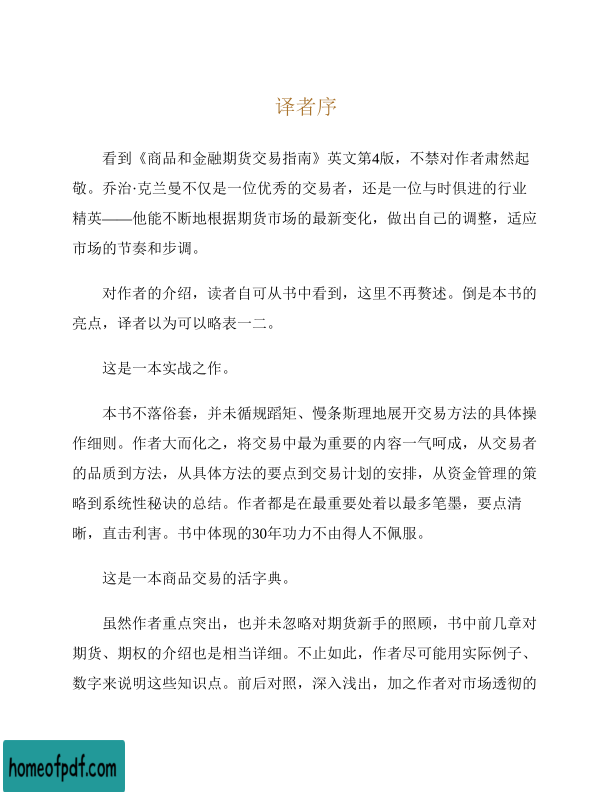 译者序
看到《商品和金融期货交易指南》英文第4版，不禁对作者肃然起
敬。乔治·克兰曼不仅是一位优秀的交易者，还是一位与时俱进的行业
精英——他能不断地根据期货市场的最新变化，做出自己的调整，适应
市场的节奏和步调。
对作者的介绍，读者自可从书中看到，这里不再赘述。倒是本书的
亮点，译者以为可以略表一二。
这是一本实战之作。
本书不落俗套，并未循规蹈矩、慢条斯理地展开交易方法的具体操
作细则。作者大而化之，将交易中最为重要的内容一气呵成，从交易者
的品质到方法，从具体方法的要点到交易计划的安排，从资金管理的策
略到系统性秘诀的总结。作者都是在最重要处着以最多笔墨，要点清
晰，直击利害。书中体现的30年功力不由得人不佩服。
这是一本商品交易的活字典。
虽然作者重点突出，也并未忽略对期货新手的照顾，书中前几章对
期货、期权的介绍也是相当详细。不止如此，作者尽可能用实际例子、
数字来说明这些知识点。前后对照，深入浅出，加之作者对市场透彻的
homeofpdf.com